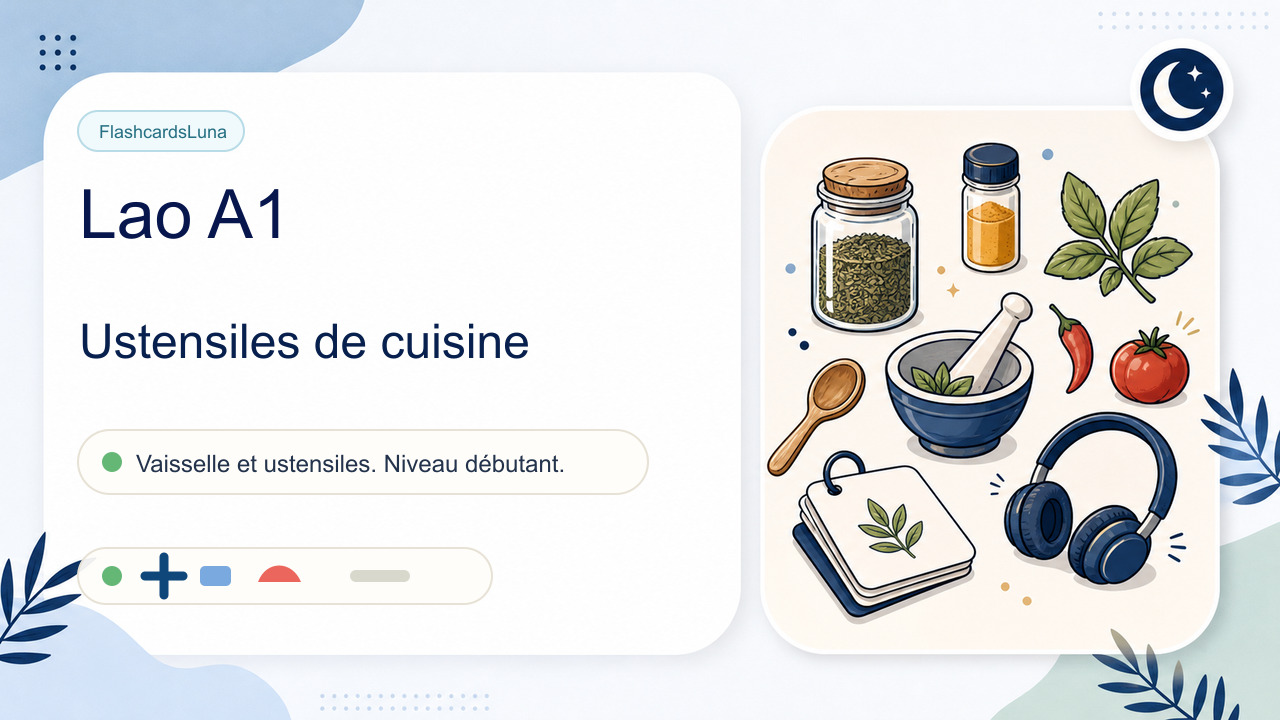 FlashcardsLuna
Lao A1
Ustensiles de cuisine
Vaisselle et ustensiles. Niveau débutant.